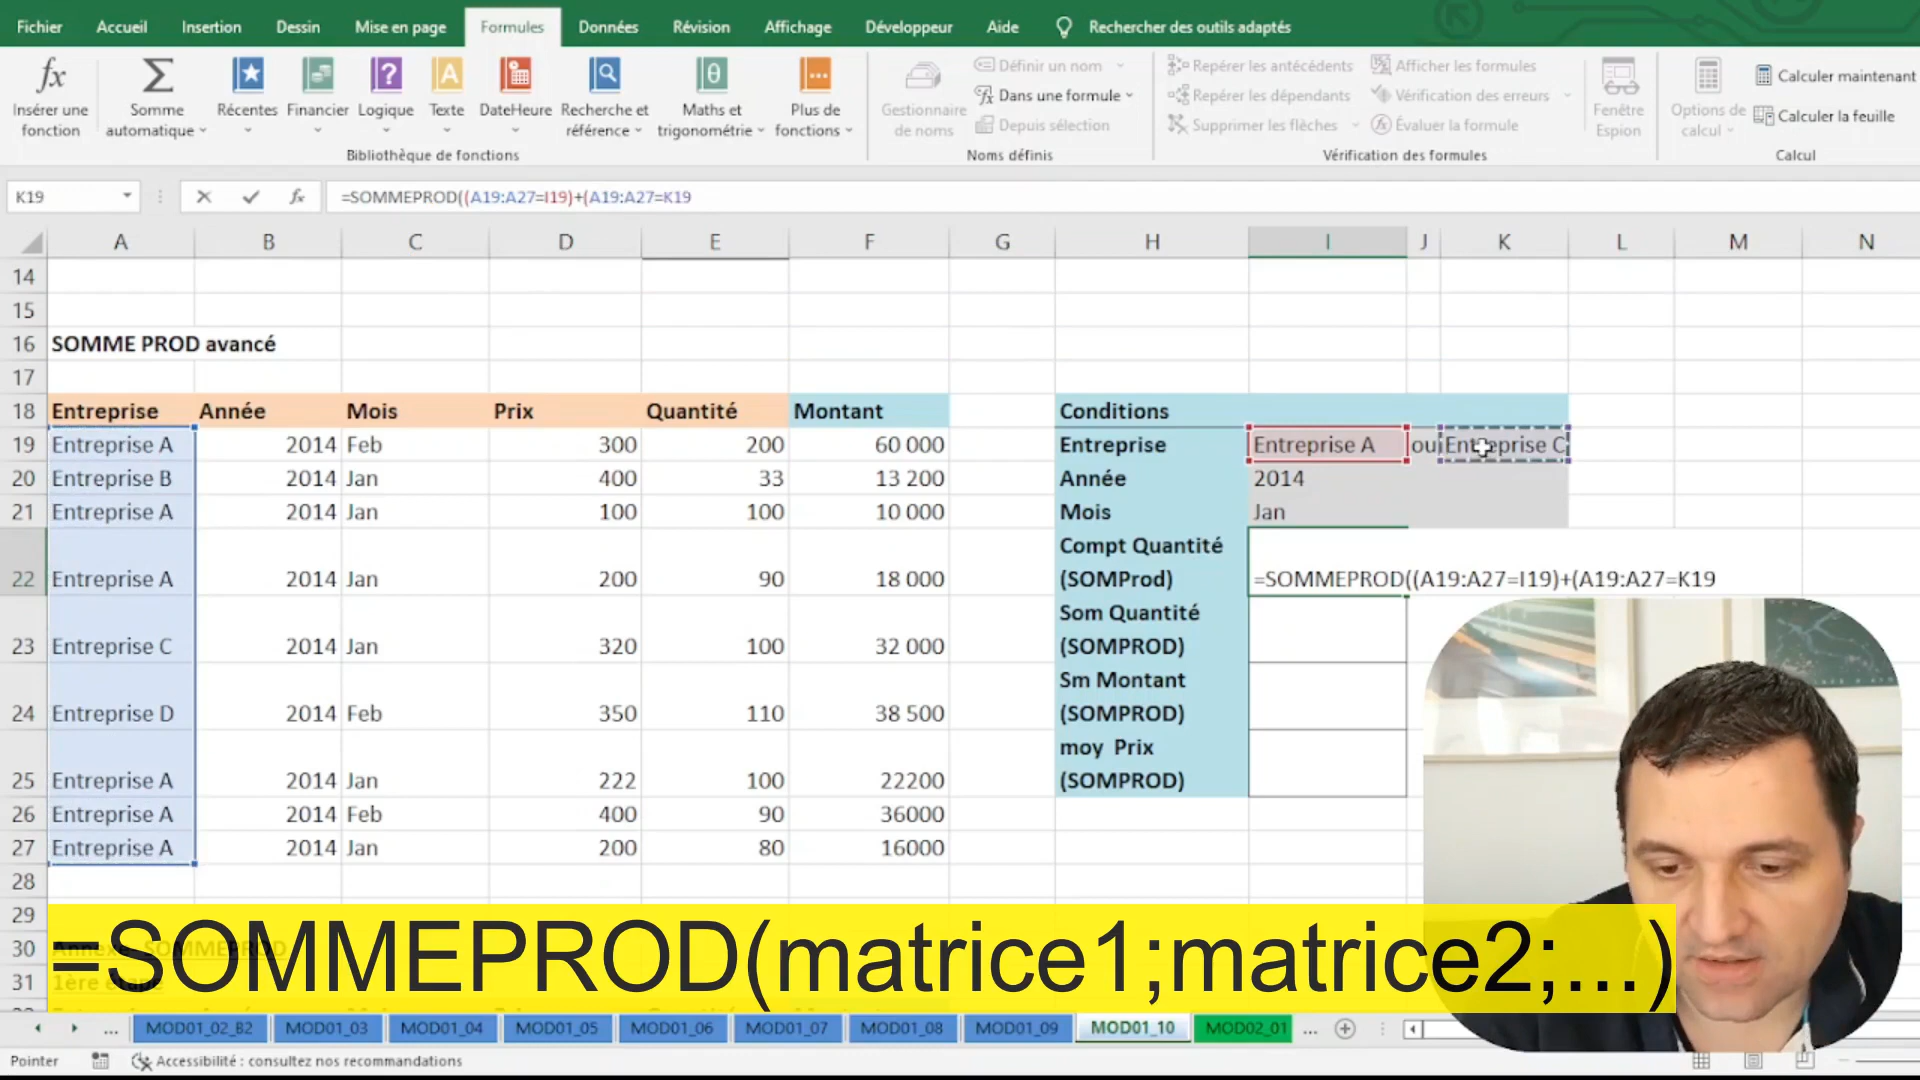 Fichier Accueil Insertion Dessin Mise en page Formules Données Révision Affichage Développeur Aide Rechercher des outils adaptés
Insérer une fonction
Somme automatique
Récentes
Financier
Logique
Texte
DateHeure
Recherche et référence
Maths et trigonométrie
Plus de fonctions
Bibliothèque de fonctions
Gestionnaire de noms
Définir un nom
Dans une formule
Depuis sélection
Noms définis
Repérer les antécédents
Repérer les dépendants
Supprimer les flèches
Afficher les formules
Vérification des erreurs
Évaluer la formule
Vérification des formules
Fenêtre Espion
Options de calcul
Calculer maintenant
Calculer la feuille
Calcul
K19 fx =SOMMEPROD((A19:A27=I19)+(A19:A27=K19
A B C D E F G H I J K L M N
14
15
16 SOMME PROD avancé
17
18 Entreprise Année Mois Prix Quantité Montant Conditions
19 Entreprise A 2014 Feb 300 200 60 000 Entreprise Entreprise A ou Entreprise C
20 Entreprise B 2014 Jan 400 33 13 200 Année 2014
21 Entreprise A 2014 Jan 100 100 10 000 Mois Jan
22 Entreprise A 2014 Jan 200 90 18 000 Compt Quantité (SOMProd) =SOMMEPROD((A19:A27=I19)+(A19:A27=K19
23 Entreprise C 2014 Jan 320 100 32 000 Som Quantité (SOMPROD)
24 Entreprise D 2014 Feb 350 110 38 500 Sm Montant (SOMPROD)
25 Entreprise A 2014 Jan 222 100 22200 moy Prix (SOMPROD)
26 Entreprise A 2014 Feb 400 90 36000
27 Entreprise A 2014 Jan 200 80 16000
28
29
30 Annexe SOMMEPROD
31 1ère étape
=SOMMEPROD(matrice1;matrice2;...)
... MOD01_02_B2 MOD01_03 MOD01_04 MOD01_05 MOD01_06 MOD01_07 MOD01_08 MOD01_09 MOD01_10 MOD02_01 ...
Pointer Accessibilité : consultez nos recommandations